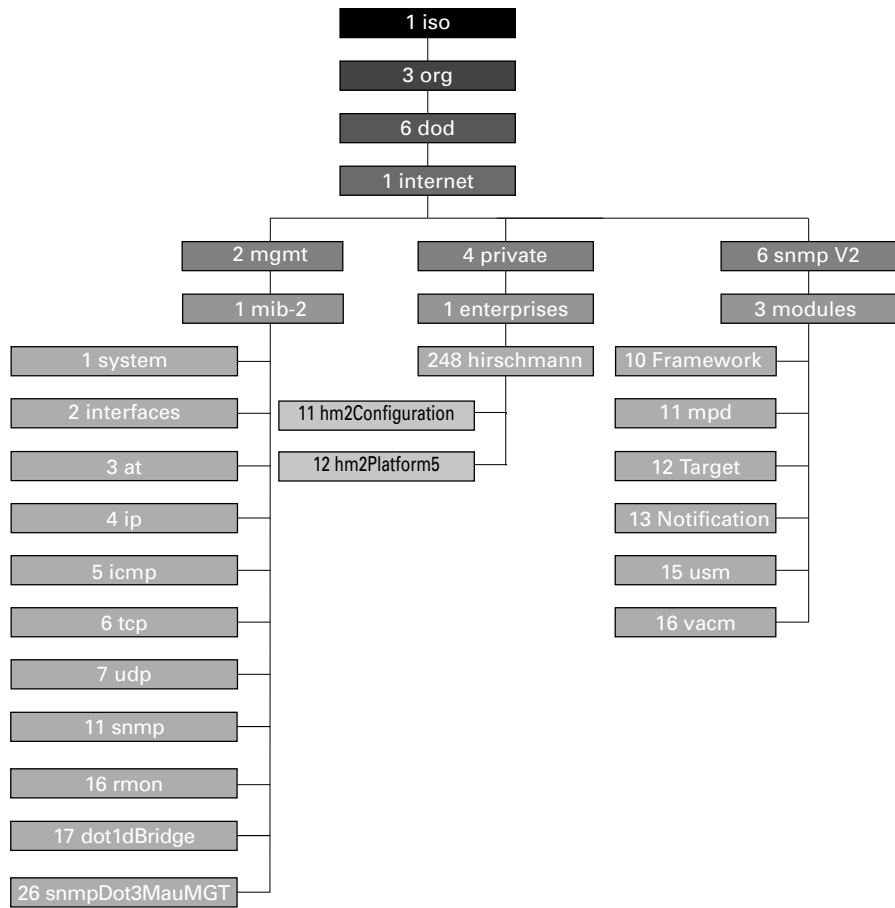 1 iso
3 org
6 dod
1 internet
2 mgmt
4 private
6 snmp V2
1 mib-2
1 enterprises
3 modules
1 system
248 hirschmann
10 Framework
2 interfaces
11 hm2Configuration
11 mpd
3 at
12 hm2Platform5
12 Target
4 ip
13 Notification
5 icmp
15 usm
6 tcp
16 vacm
7 udp
11 snmp
16 rmon
17 dot1dBridge
26 snmpDot3MauMGT